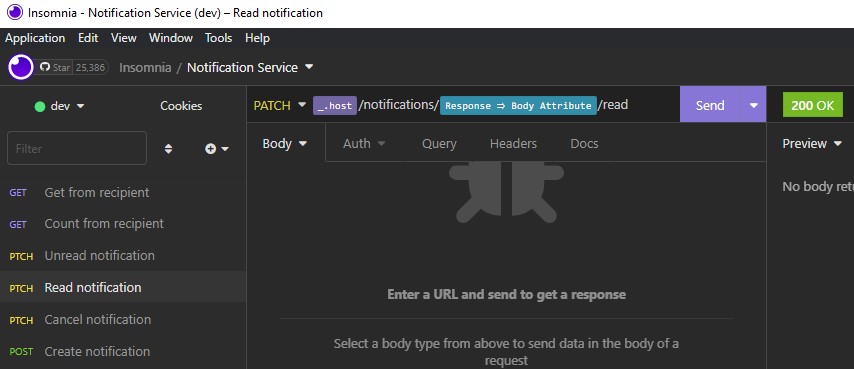 Insomnia - Notification Service (dev) – Read notification
Application Edit View Window Tools Help
Star 25,386 Insomnia / Notification Service
dev Cookies
PATCH _.host /notifications/ Response ⇒ Body Attribute /read Send 200 OK
Filter
Body Auth Query Headers Docs Preview
GET Get from recipient
No body retu
GET Count from recipient
PTCH Unread notification
PTCH Read notification
Enter a URL and send to get a response
PTCH Cancel notification
Select a body type from above to send data in the body of a
request
POST Create notification